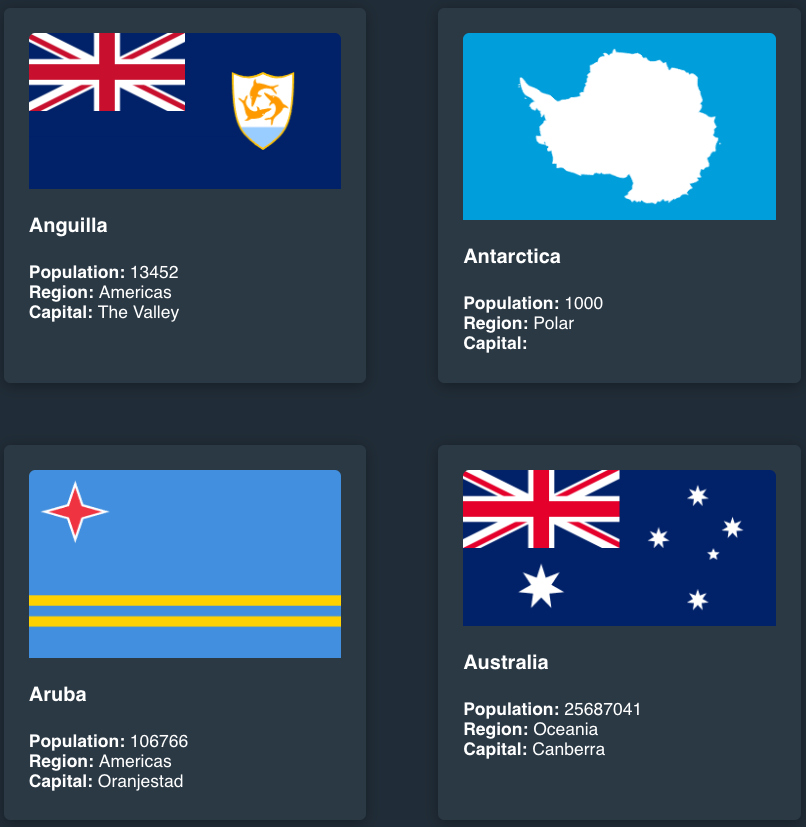 Anguilla
Population: 13452
Region: Americas
Capital: The Valley
Antarctica
Population: 1000
Region: Polar
Capital:
Aruba
Population: 106766
Region: Americas
Capital: Oranjestad
Australia
Population: 25687041
Region: Oceania
Capital: Canberra